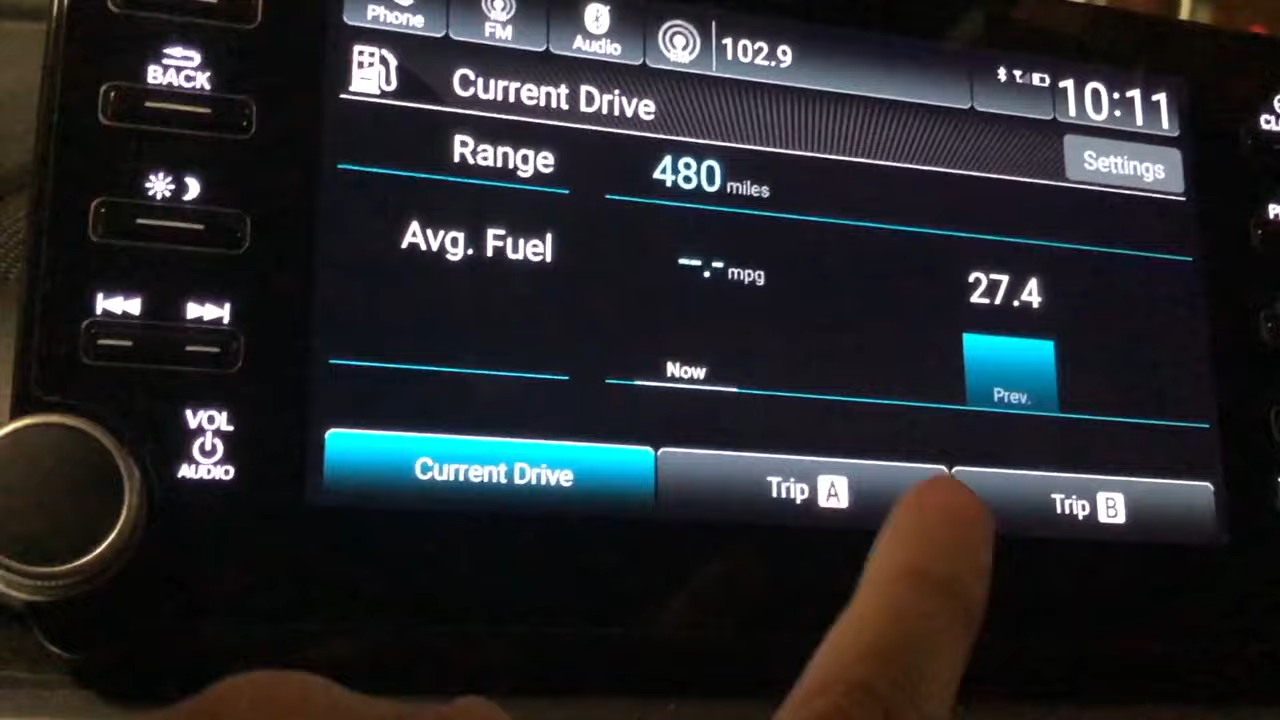 Phone
FM
Audio
102.9
10:11
BACK
Current Drive
Settings
Range
480 miles
Avg. Fuel
--.- mpg
27.4
Now
Prev.
VOL
AUDIO
Current Drive
Trip A
Trip B